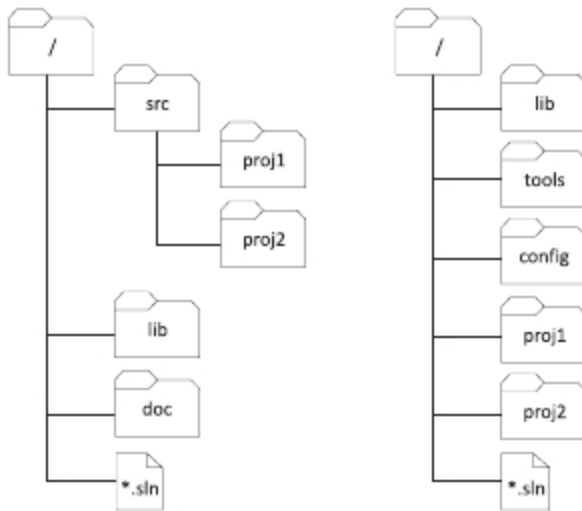 /
src
proj1
proj2
lib
doc
*.sln
/
lib
tools
config
proj1
proj2
*.sln